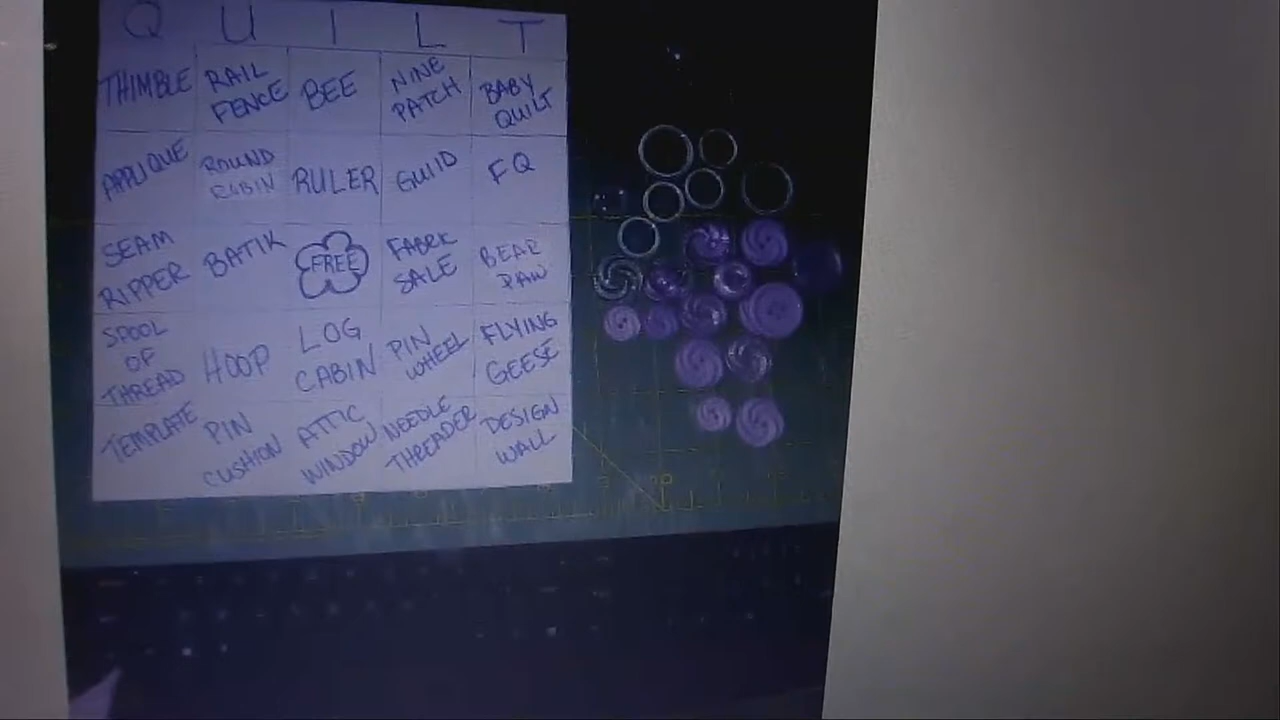 Q U I L T
THIMBLE RAIL FENCE BEE NINE PATCH BABY QUILT
APPLIQUE ROUND ROBIN RULER GUILD FQ
SEAM RIPPER BATIK FREE FABRIC SALE BEAR PAW
SPOOL OF THREAD HOOP LOG CABIN PIN WHEEL FLYING GEESE
TEMPLATE PIN CUSHION ATTIC WINDOW NEEDLE THREADER DESIGN WALL